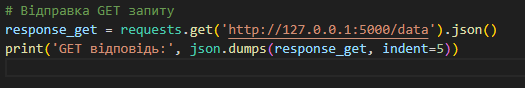 # Відправка GET запиту
response_get = requests.get('http://127.0.0.1:5000/data').json()
print('GET відповідь:', json.dumps(response_get, indent=5))